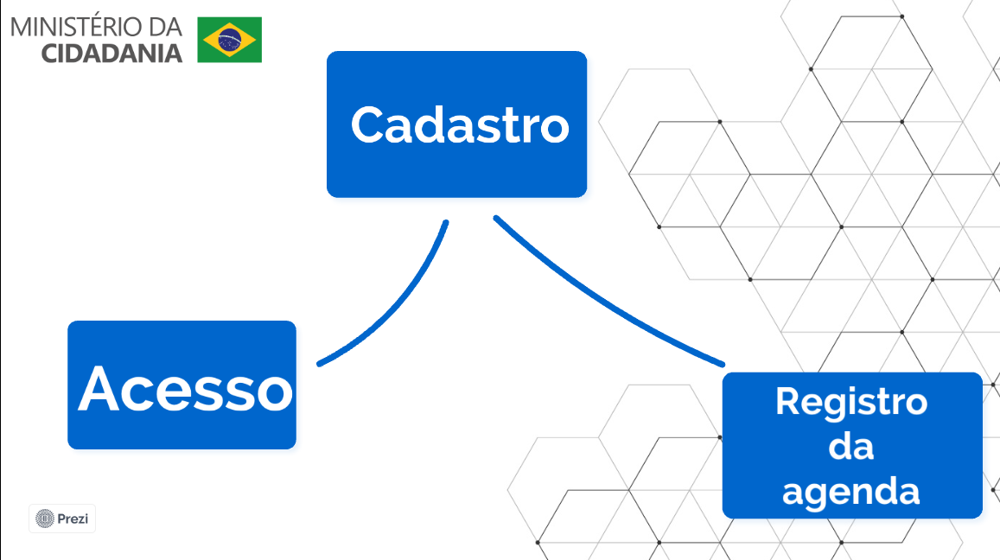 MINISTÉRIO DA
CIDADANIA
Cadastro
Acesso
Registro
da
agenda
Prezi